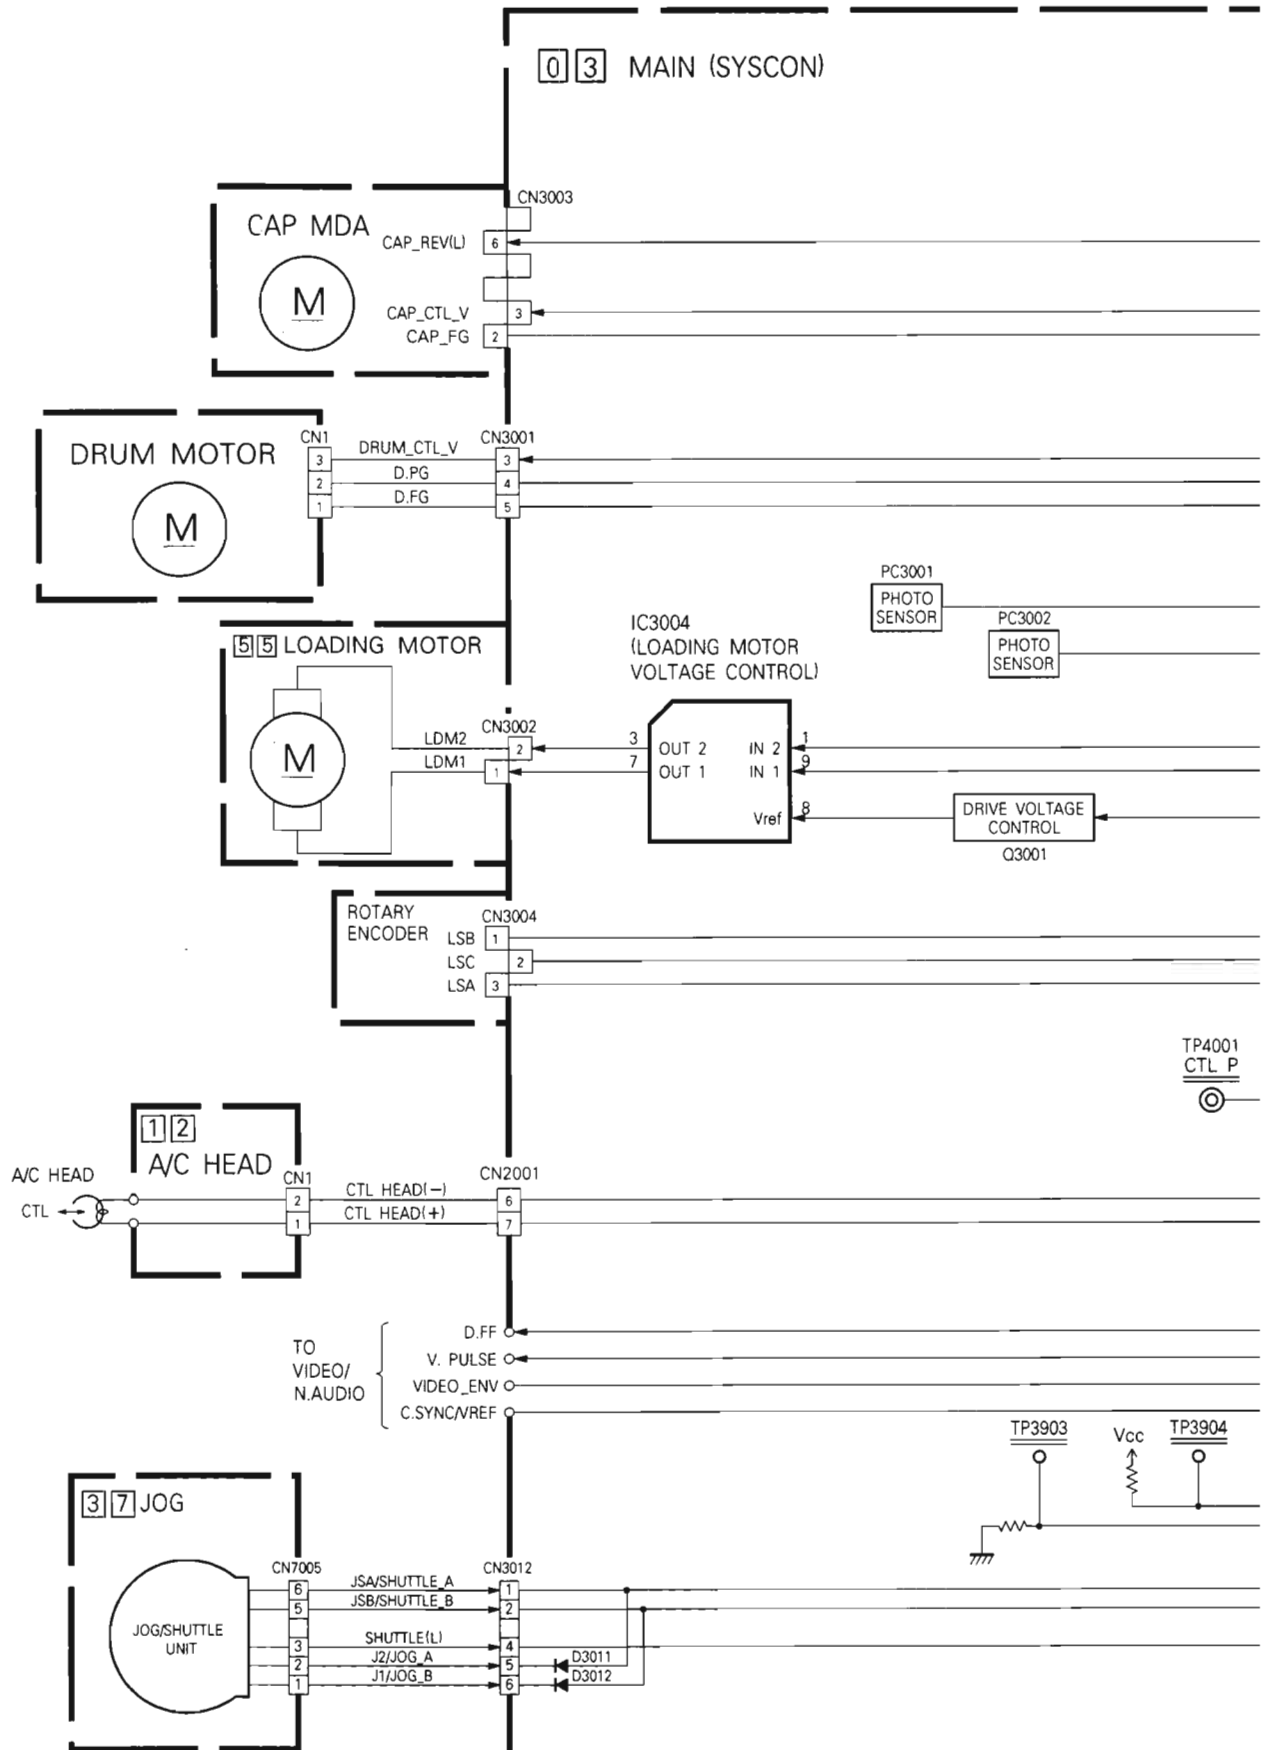 0 3 MAIN (SYSCON)
CN3003
CAP MDA
CAP_REV(L) 6
M
CAP_CTL_V 3
CAP_FG 2
DRUM MOTOR
CN1
DRUM_CTL_V
CN3001
3 3
D.PG
2 4
D.FG
1 5
M
PC3001
PHOTO
SENSOR
PC3002
PHOTO
SENSOR
5 5 LOADING MOTOR
IC3004
(LOADING MOTOR
VOLTAGE CONTROL)
M
CN3002
LDM2 2 3 OUT 2 IN 2 1
LDM1 1 7 OUT 1 IN 1 9
Vref 8
DRIVE VOLTAGE
CONTROL
Q3001
ROTARY
ENCODER
CN3004
LSB 1
LSC 2
LSA 3
TP4001
CTL P
1 2
A/C HEAD
A/C HEAD
CN1
CN2001
CTL
2 CTL HEAD(-) 6
1 CTL HEAD(+) 7
TO
VIDEO/
N.AUDIO
D.FF
V. PULSE
VIDEO_ENV
C.SYNC/VREF
TP3903
Vcc
TP3904
3 7 JOG
CN7005
CN3012
JOG/SHUTTLE
UNIT
6 JSA/SHUTTLE_A 1
5 JSB/SHUTTLE_B 2
3 SHUTTLE(L) 4
2 J2/JOG_A 5 D3011
1 J1/JOG_B 6 D3012